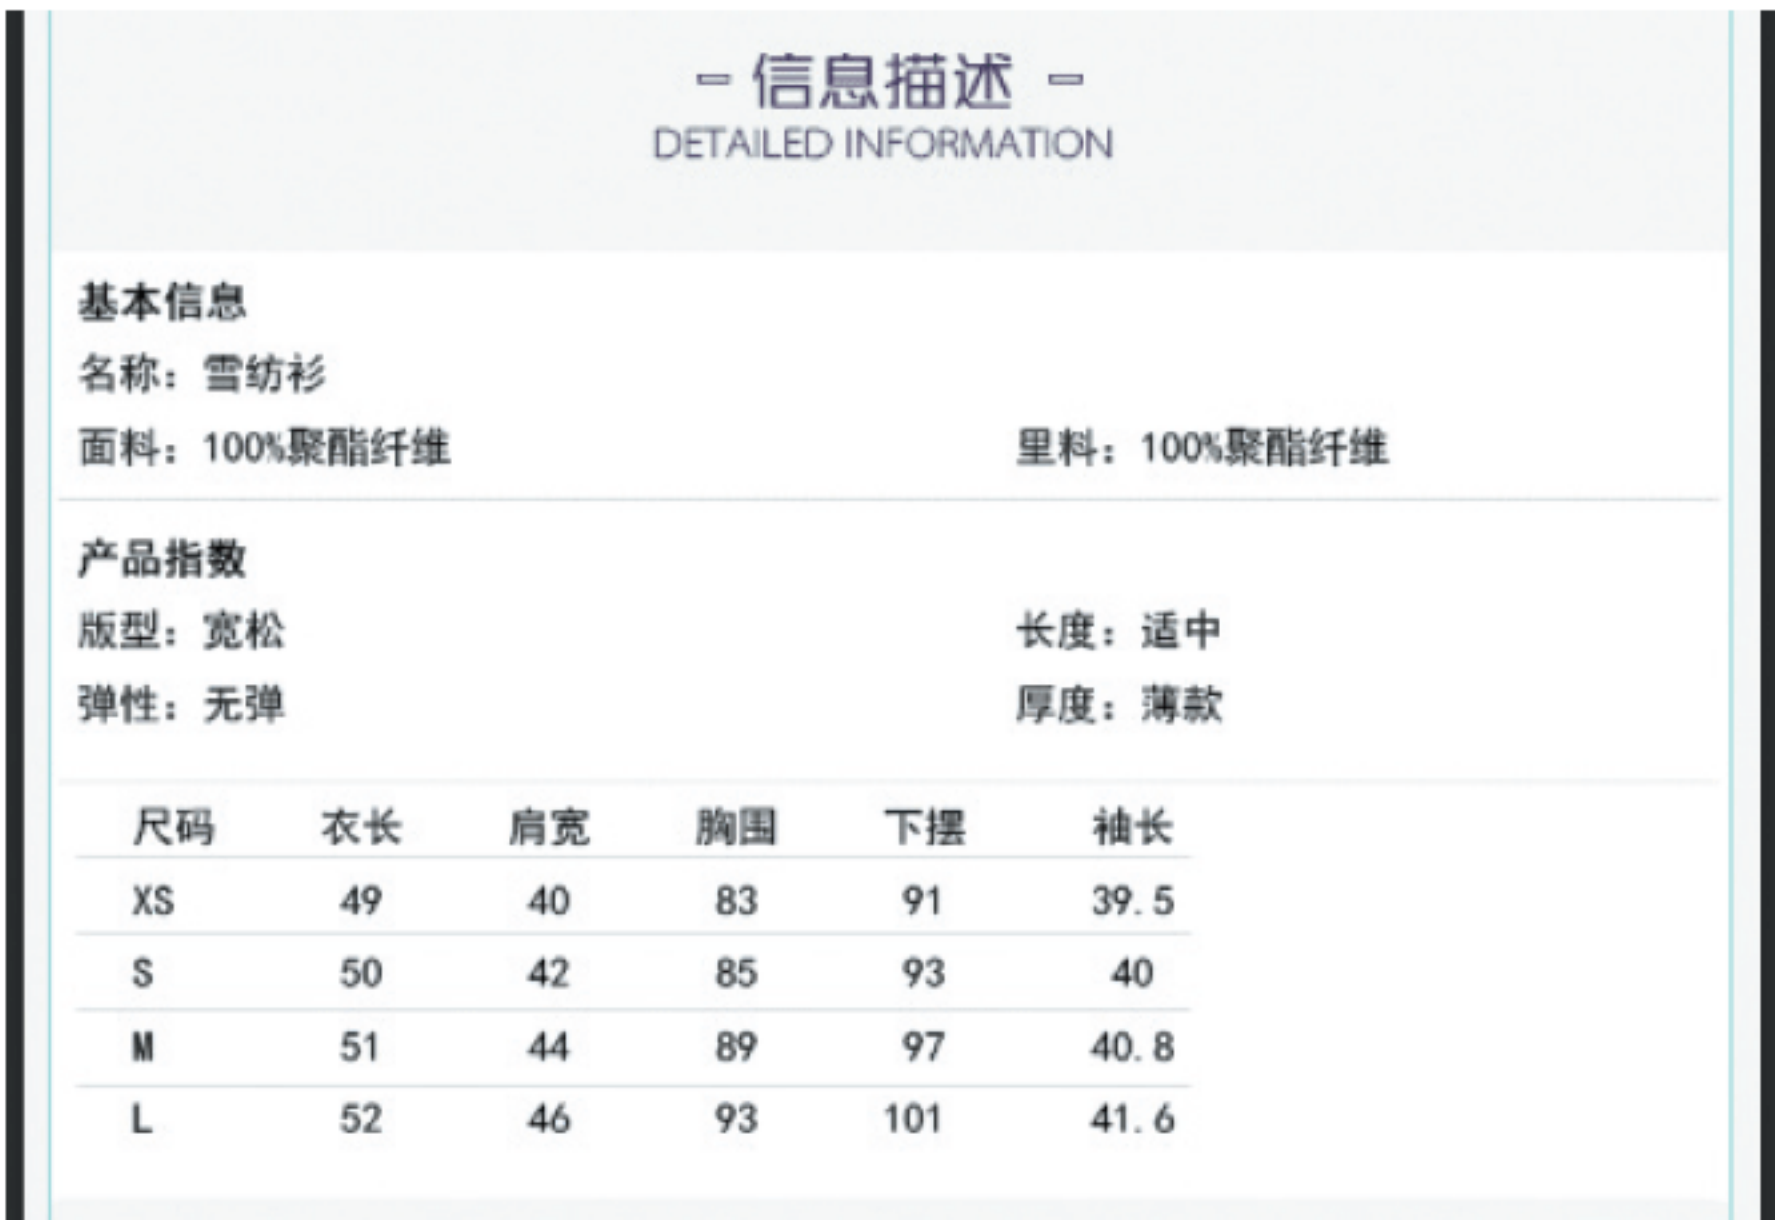 - 信息描述 -
DETAILED INFORMATION
基本信息
名称：雪纺衫
面料：100%聚酯纤维 里料：100%聚酯纤维
产品指数
版型：宽松 长度：适中
弹性：无弹 厚度：薄款
尺码 衣长 肩宽 胸围 下摆 袖长
XS 49 40 83 91 39.5
S 50 42 85 93 40
M 51 44 89 97 40.8
L 52 46 93 101 41.6